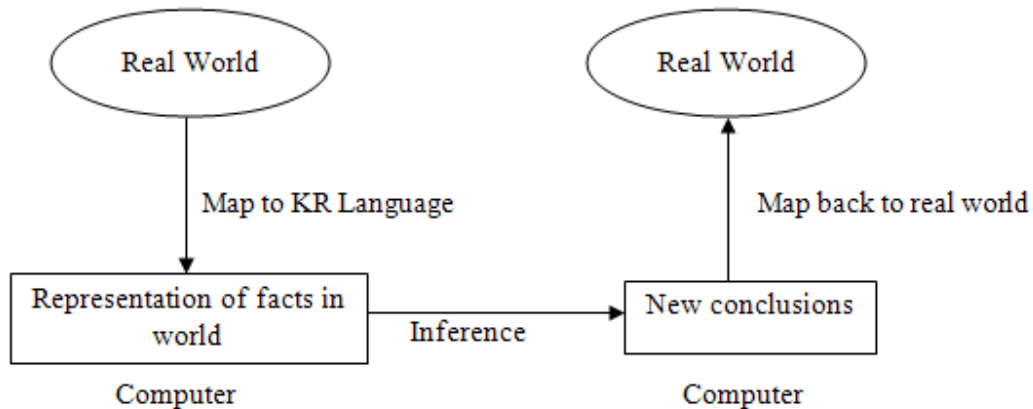 Real World
Real World
Map to KR Language
Map back to real world
Representation of facts in
world
Inference
New conclusions
Computer
Computer